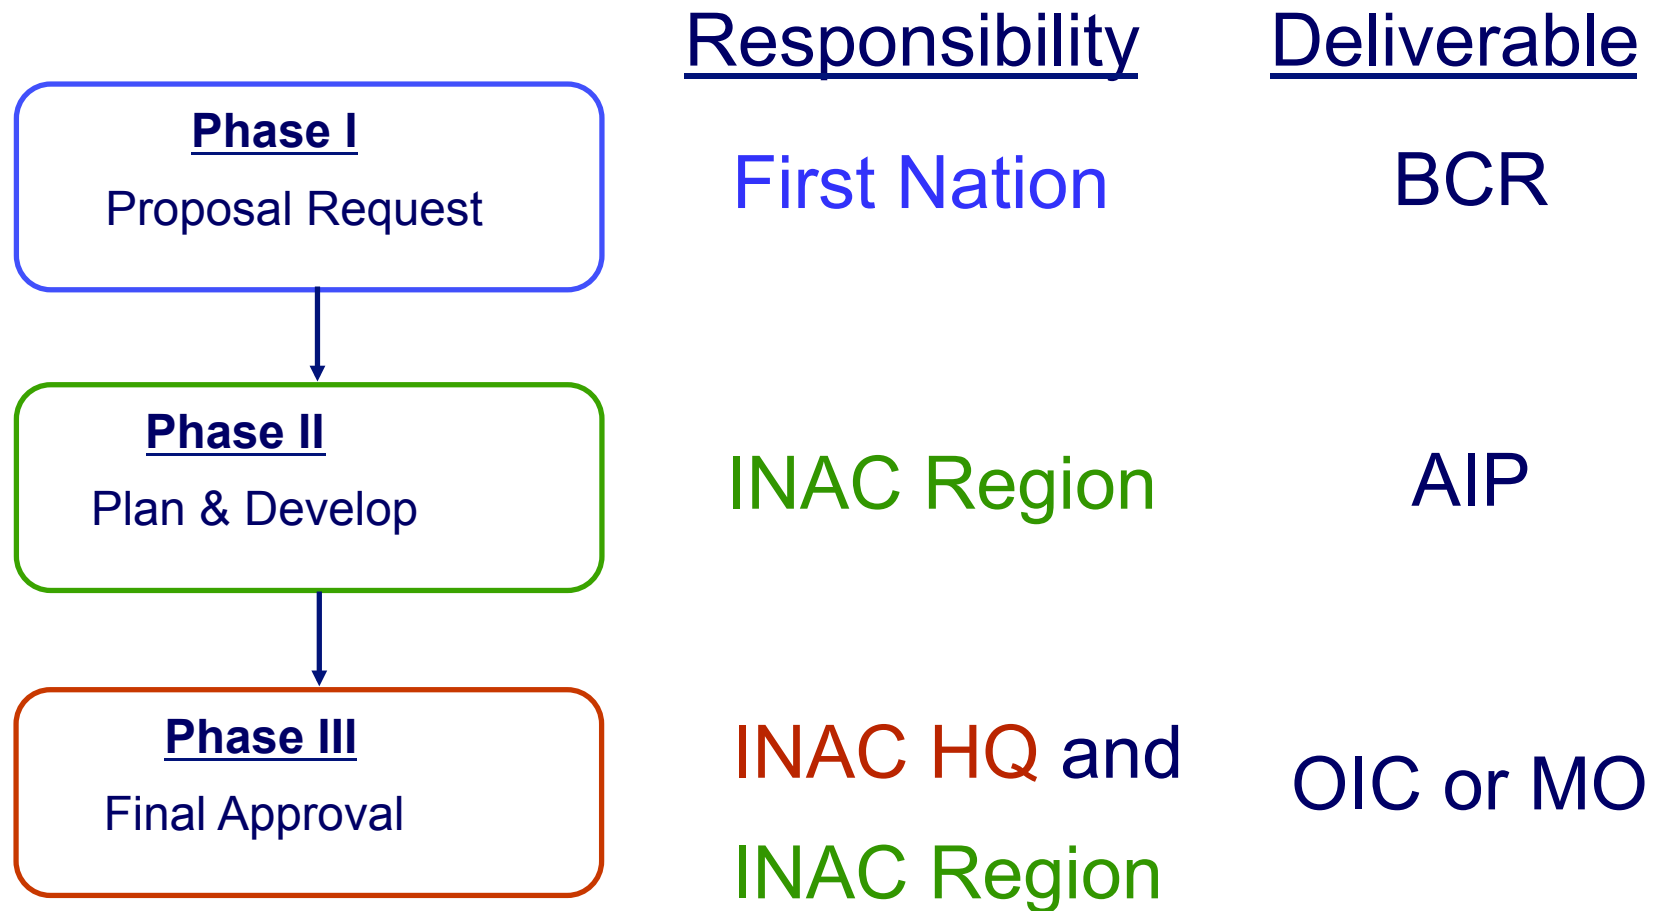 Responsibility Deliverable
Phase I
Proposal Request
First Nation
BCR
Phase II
Plan & Develop
INAC Region
AIP
Phase III
Final Approval
INAC HQ and
INAC Region
OIC or MO